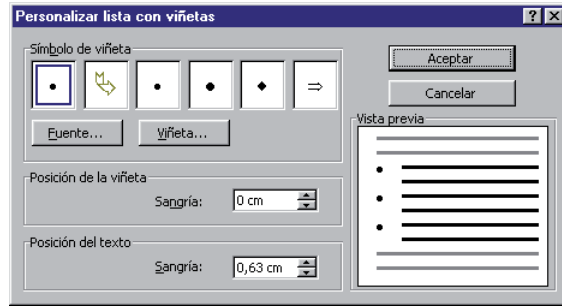 Personalizar lista con viñetas
Símbolo de viñeta
Fuente...
Viñeta...
Posición de la viñeta
Sangría:
0 cm
Posición del texto
Sangría:
0,63 cm
Aceptar
Cancelar
Vista previa